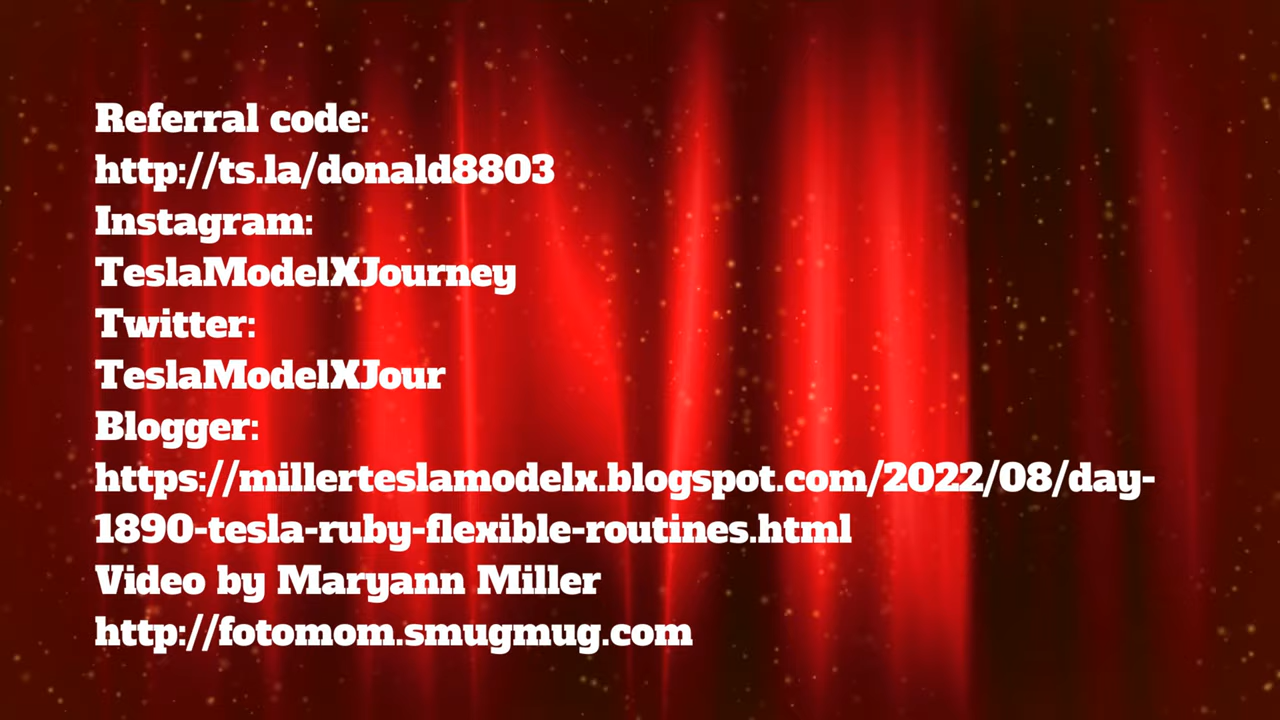 Referral code:
http://ts.la/donald8803
Instagram:
TeslaModelXJourney
Twitter:
TeslaModelXJour
Blogger:
https://millerteslamodelx.blogspot.com/2022/08/day-
1890-tesla-ruby-flexible-routines.html
Video by Maryann Miller
http://fotomom.smugmug.com